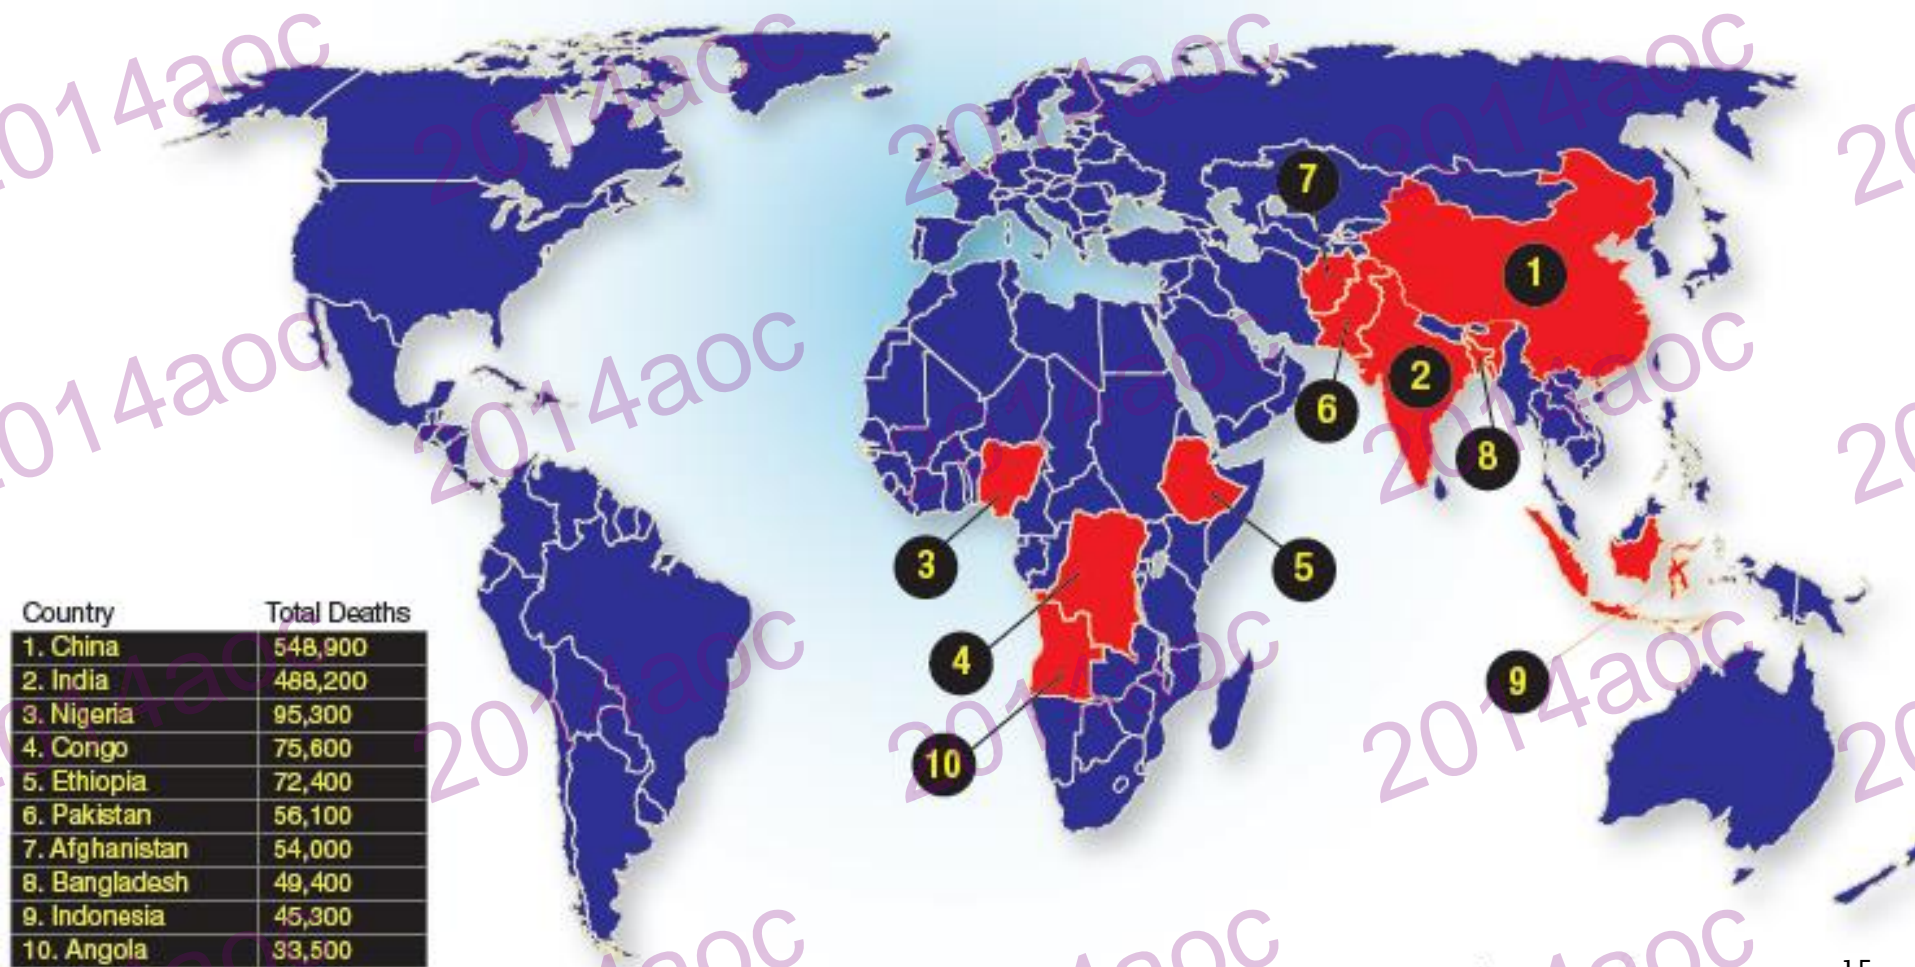 7
1
2
6
8
3
5
4
9
10
Country Total Deaths
1. China 548,900
2. India 488,200
3. Nigeria 95,300
4. Congo 75,600
5. Ethiopia 72,400
6. Pakistan 56,100
7. Afghanistan 54,000
8. Bangladesh 49,400
9. Indonesia 45,300
10. Angola 33,500
15
2014aoc